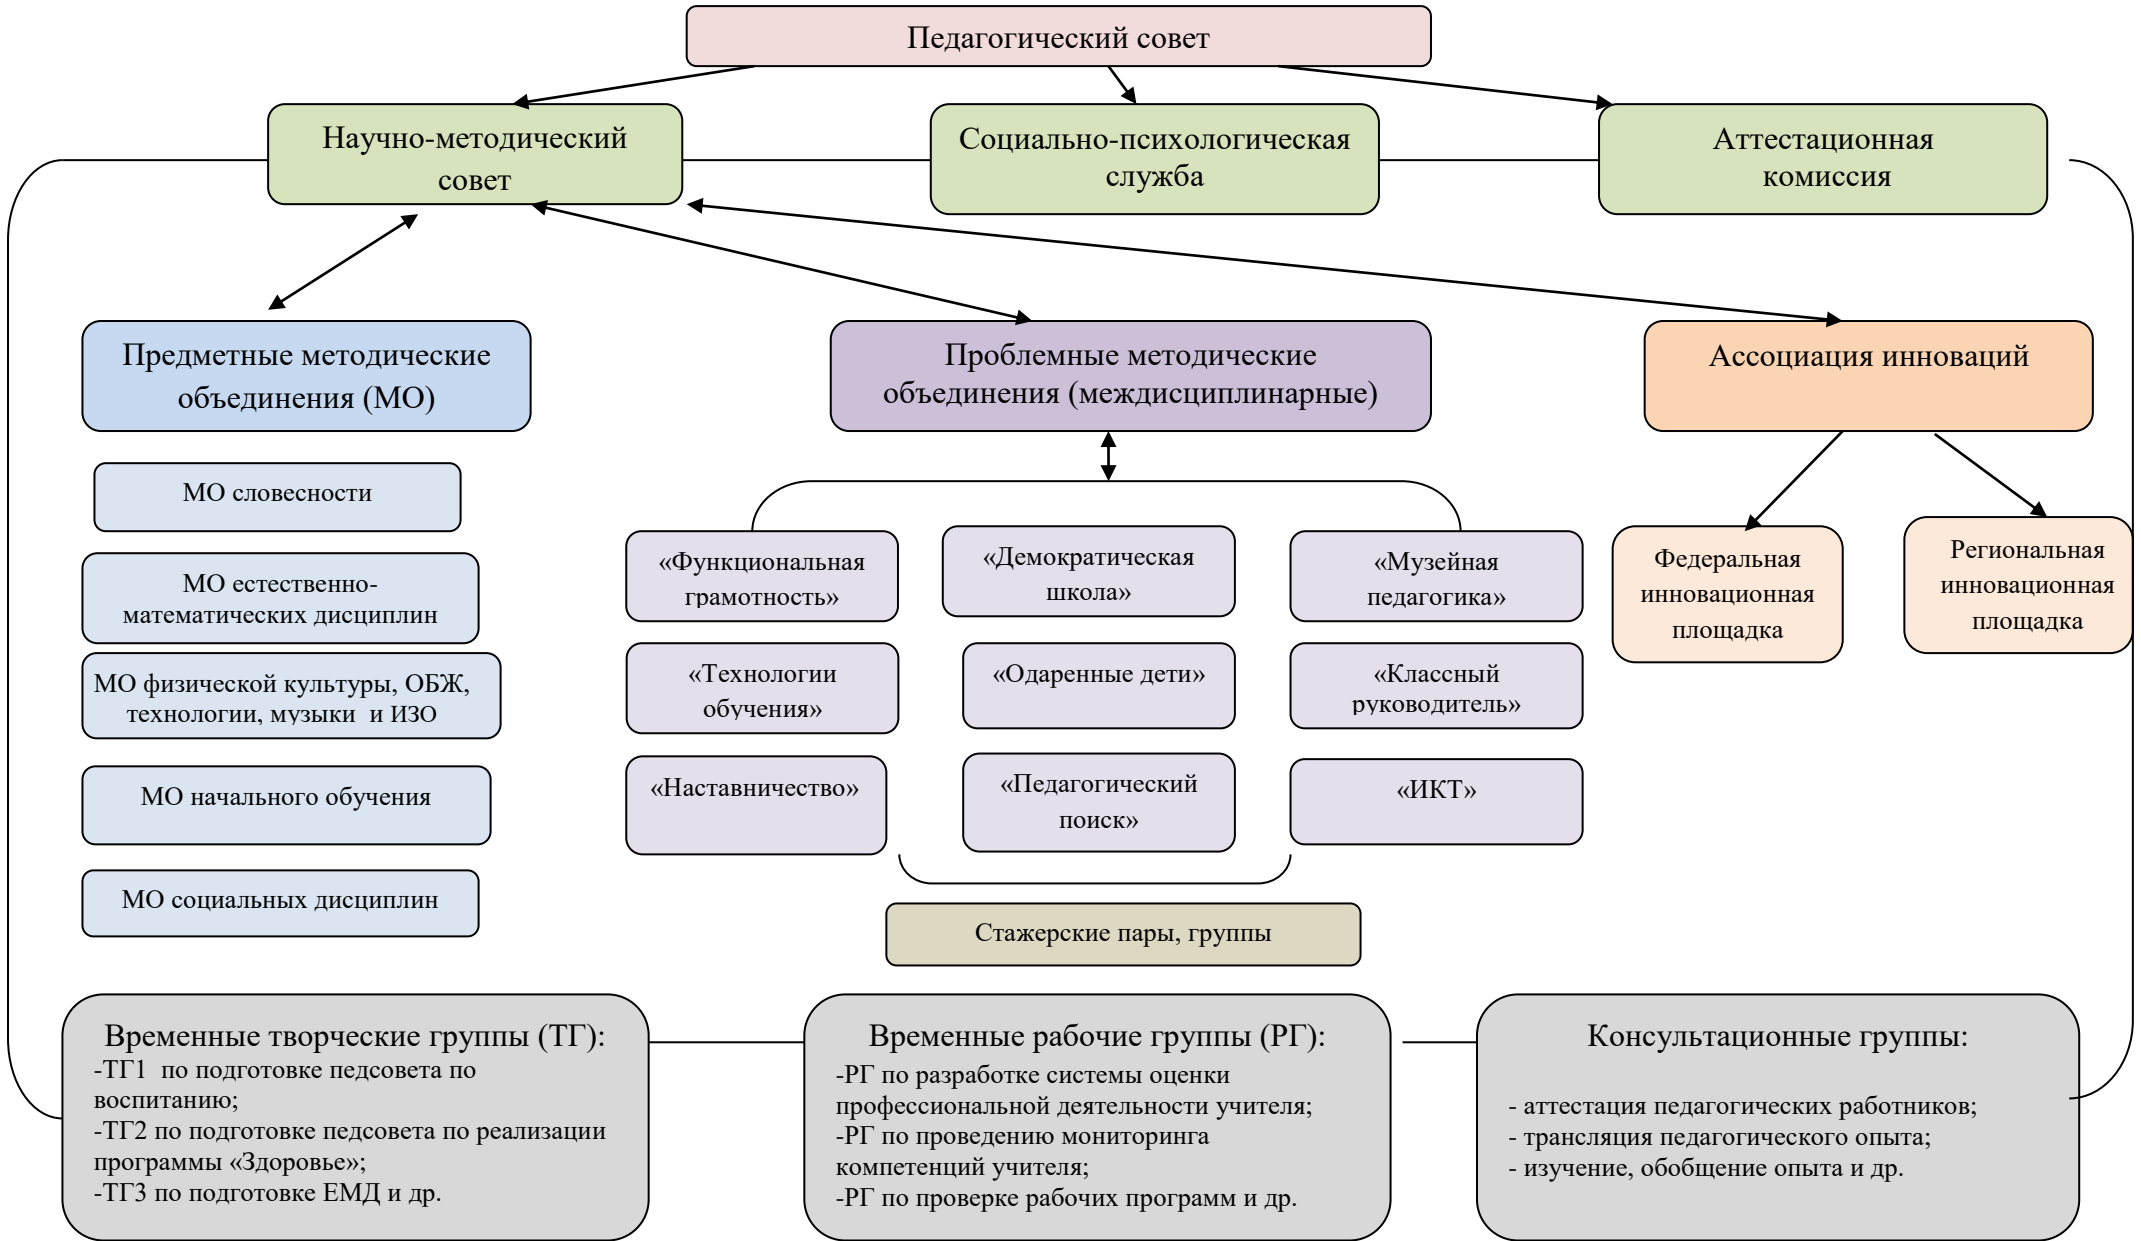 Педагогический совет
Научно-методический
совет
Социально-психологическая
служба
Аттестационная
комиссия
Предметные методические
объединения (МО)
Проблемные методические
объединения (междисциплинарные)
Ассоциация инноваций
МО словесности
МО естественно-
математических дисциплин
МО физической культуры, ОБЖ,
технологии, музыки и ИЗО
МО начального обучения
МО социальных дисциплин
«Функциональная
грамотность»
«Демократическая
школа»
«Музейная
педагогика»
«Технологии
обучения»
«Одаренные дети»
«Классный
руководитель»
«Наставничество»
«Педагогический
поиск»
«ИКТ»
Федеральная
инновационная
площадка
Региональная
инновационная
площадка
Стажерские пары, группы
Временные творческие группы (ТГ):
-ТГ1 по подготовке педсовета по
воспитанию;
-ТГ2 по подготовке педсовета по реализации
программы «Здоровье»;
-ТГ3 по подготовке ЕМД и др.
Временные рабочие группы (РГ):
-РГ по разработке системы оценки
профессиональной деятельности учителя;
-РГ по проведению мониторинга
компетенций учителя;
-РГ по проверке рабочих программ и др.
Консультационные группы:
- аттестация педагогических работников;
- трансляция педагогического опыта;
- изучение, обобщение опыта и др.